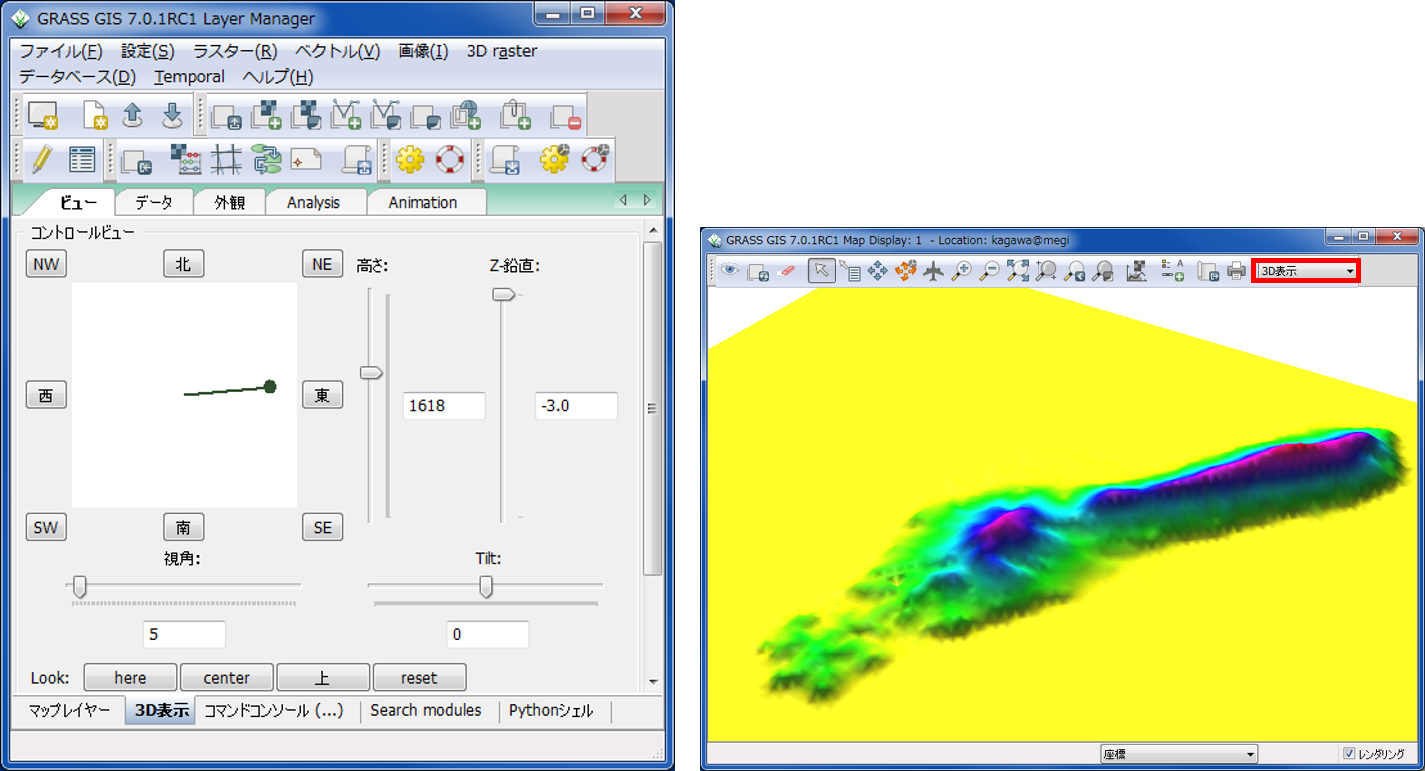 GRASS GIS 7.0.1RC1 Layer Manager
ファイル(F) 設定(S) ラスター(R) ベクトル(V) 画像(I) 3D raster
データベース(D) Temporal ヘルプ(H)
ビュー データ 外観 Analysis Animation
コントロールビュー
NW 北 NE 高さ: Z-鉛直:
西 東 1618 -3.0
SW 南 SE
視角: Tilt:
5 0
Look: here center 上 reset
マップレイヤー 3D表示 コマンドコンソール (...) Search modules Pythonシェル
GRASS GIS 7.0.1RC1 Map Display: 1 - Location: kagawa@megi
3D表示
座標 レンダリング